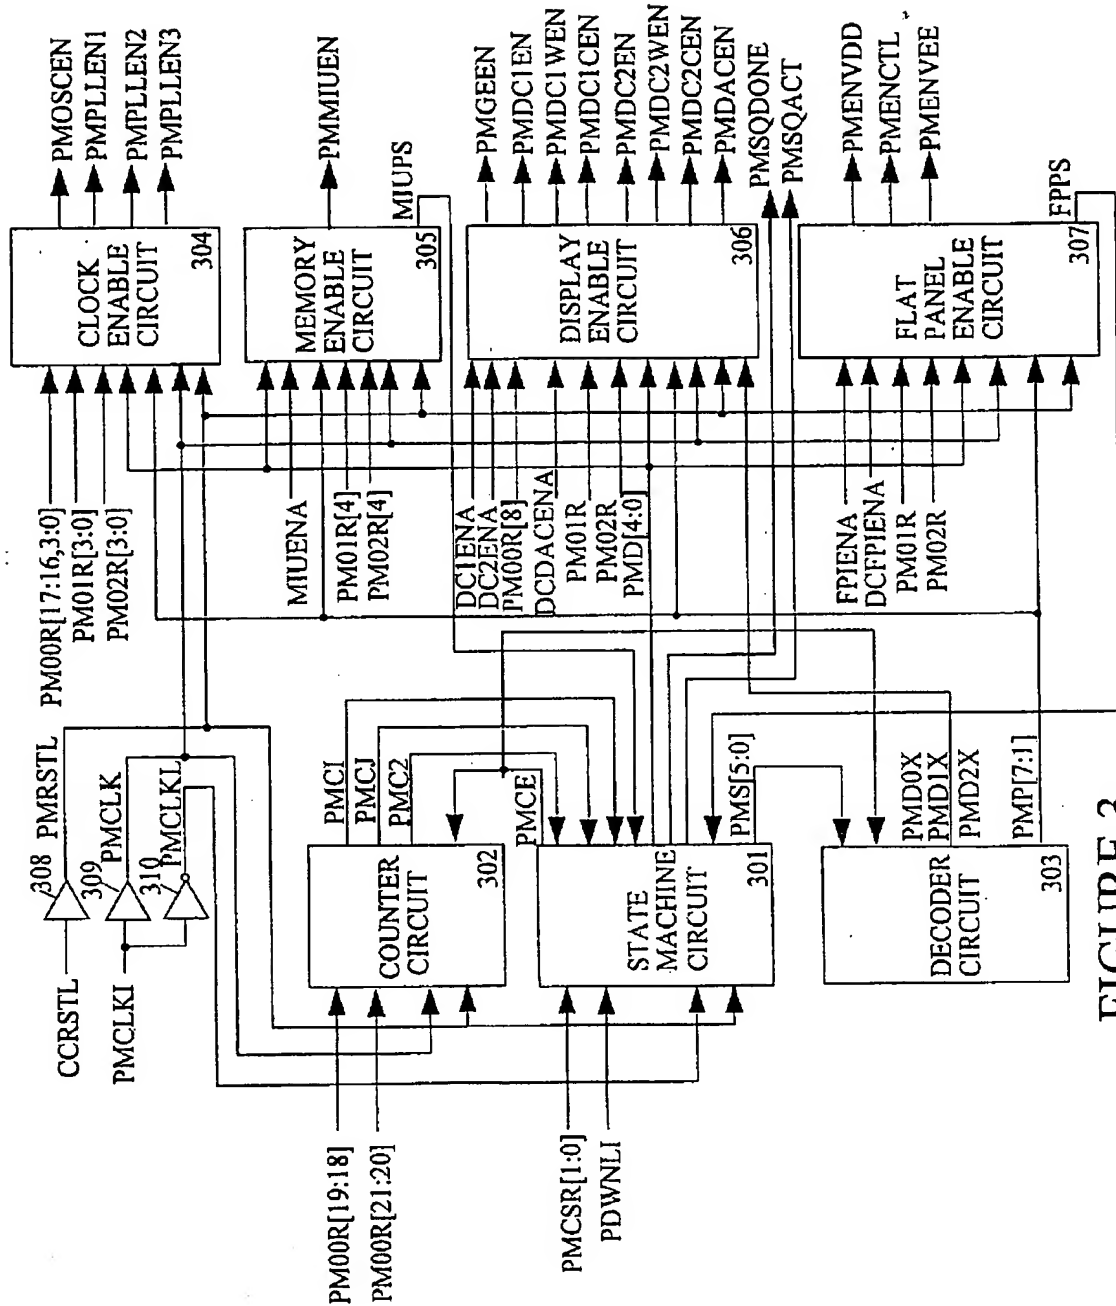 CCRSTL
308
PMRSTL
PMCLKI
309
PMCLK
310
PMCLKL
PM00R[19:18]
PM00R[21:20]
COUNTER
CIRCUIT
302
PMCI
PMCJ
PMC2
PMCE
PMCSR[1:0]
PDWNLI
STATE
MACHINE
CIRCUIT
301
PMS[5:0]
DECODER
CIRCUIT
303
PMD0X
PMD1X
PMD2X
PMP[7:1]
PM00R[17:16,3:0]
PM01R[3:0]
PM02R[3:0]
CLOCK
ENABLE
CIRCUIT
304
PMOSCEN
PMPLLEN1
PMPLLEN2
PMPLLEN3
MIUENA
PM01R[4]
PM02R[4]
MEMORY
ENABLE
CIRCUIT
305
PMMIUEN
MIUPS
DC1ENA
DC2ENA
PM00R[8]
DCDACENA
PM01R
PM02R
PMD[4:0]
DISPLAY
ENABLE
CIRCUIT
306
PMGEEN
PMDC1EN
PMDC1WEN
PMDC1CEN
PMDC2EN
PMDC2WEN
PMDC2CEN
PMDACEN
PMSQDONE
PMSQACT
FPIENA
DCFPIENA
PM01R
PM02R
FLAT
PANEL
ENABLE
CIRCUIT
307
PMENVDD
PMENCTL
PMENVEE
FPPS